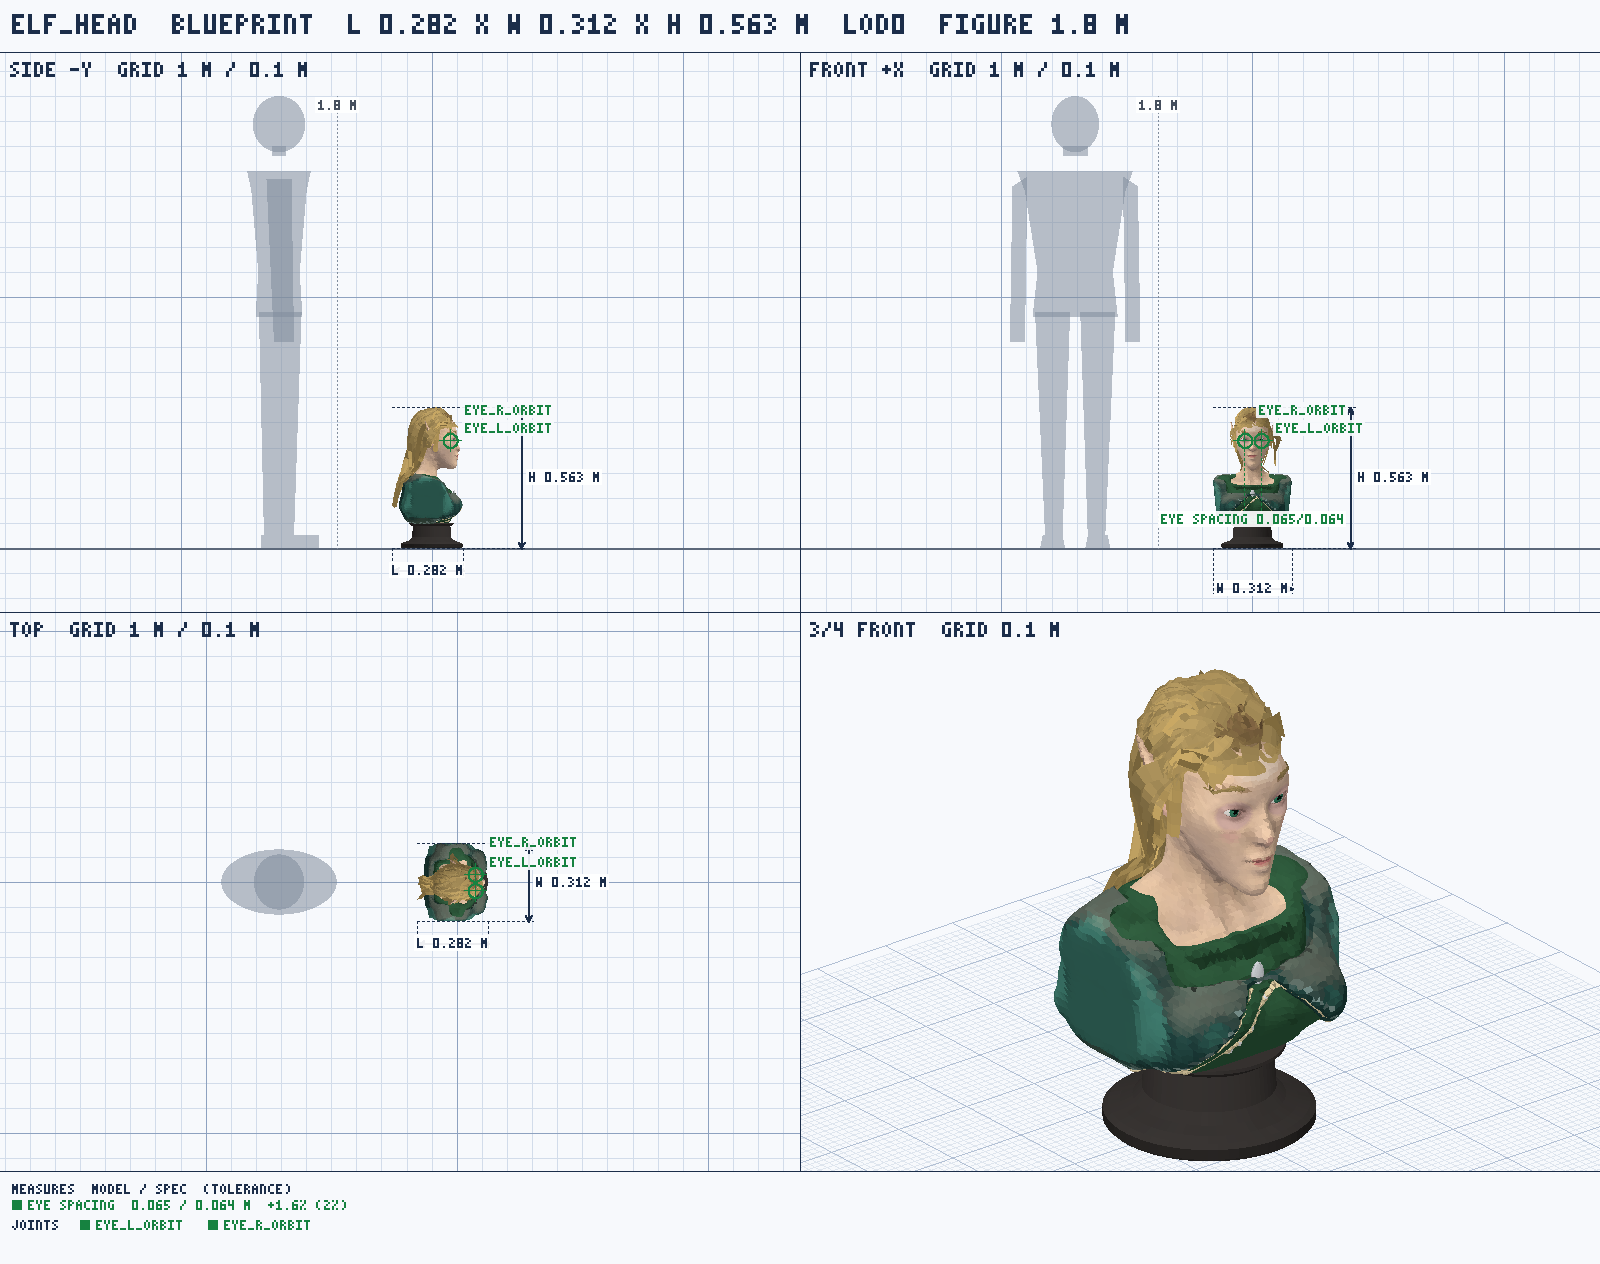 ELF_HEAD BLUEPRINT L 0.282 X W 0.312 X H 0.563 M LOD0 FIGURE 1.8 M
SIDE -Y GRID 1 M / 0.1 M
1.8 M
EYE_R_ORBIT
EYE_L_ORBIT
H 0.563 M
L 0.282 M
FRONT +X GRID 1 M / 0.1 M
1.8 M
EYE_R_ORBIT
EYE_L_ORBIT
H 0.563 M
EYE SPACING 0.065/0.064
W 0.312 M
TOP GRID 1 M / 0.1 M
EYE_R_ORBIT
EYE_L_ORBIT
W 0.312 M
L 0.282 M
3/4 FRONT GRID 0.1 M
MEASURES MODEL / SPEC (TOLERANCE)
EYE SPACING 0.065 / 0.064 M +1.6% (2%)
JOINTS EYE_L_ORBIT EYE_R_ORBIT